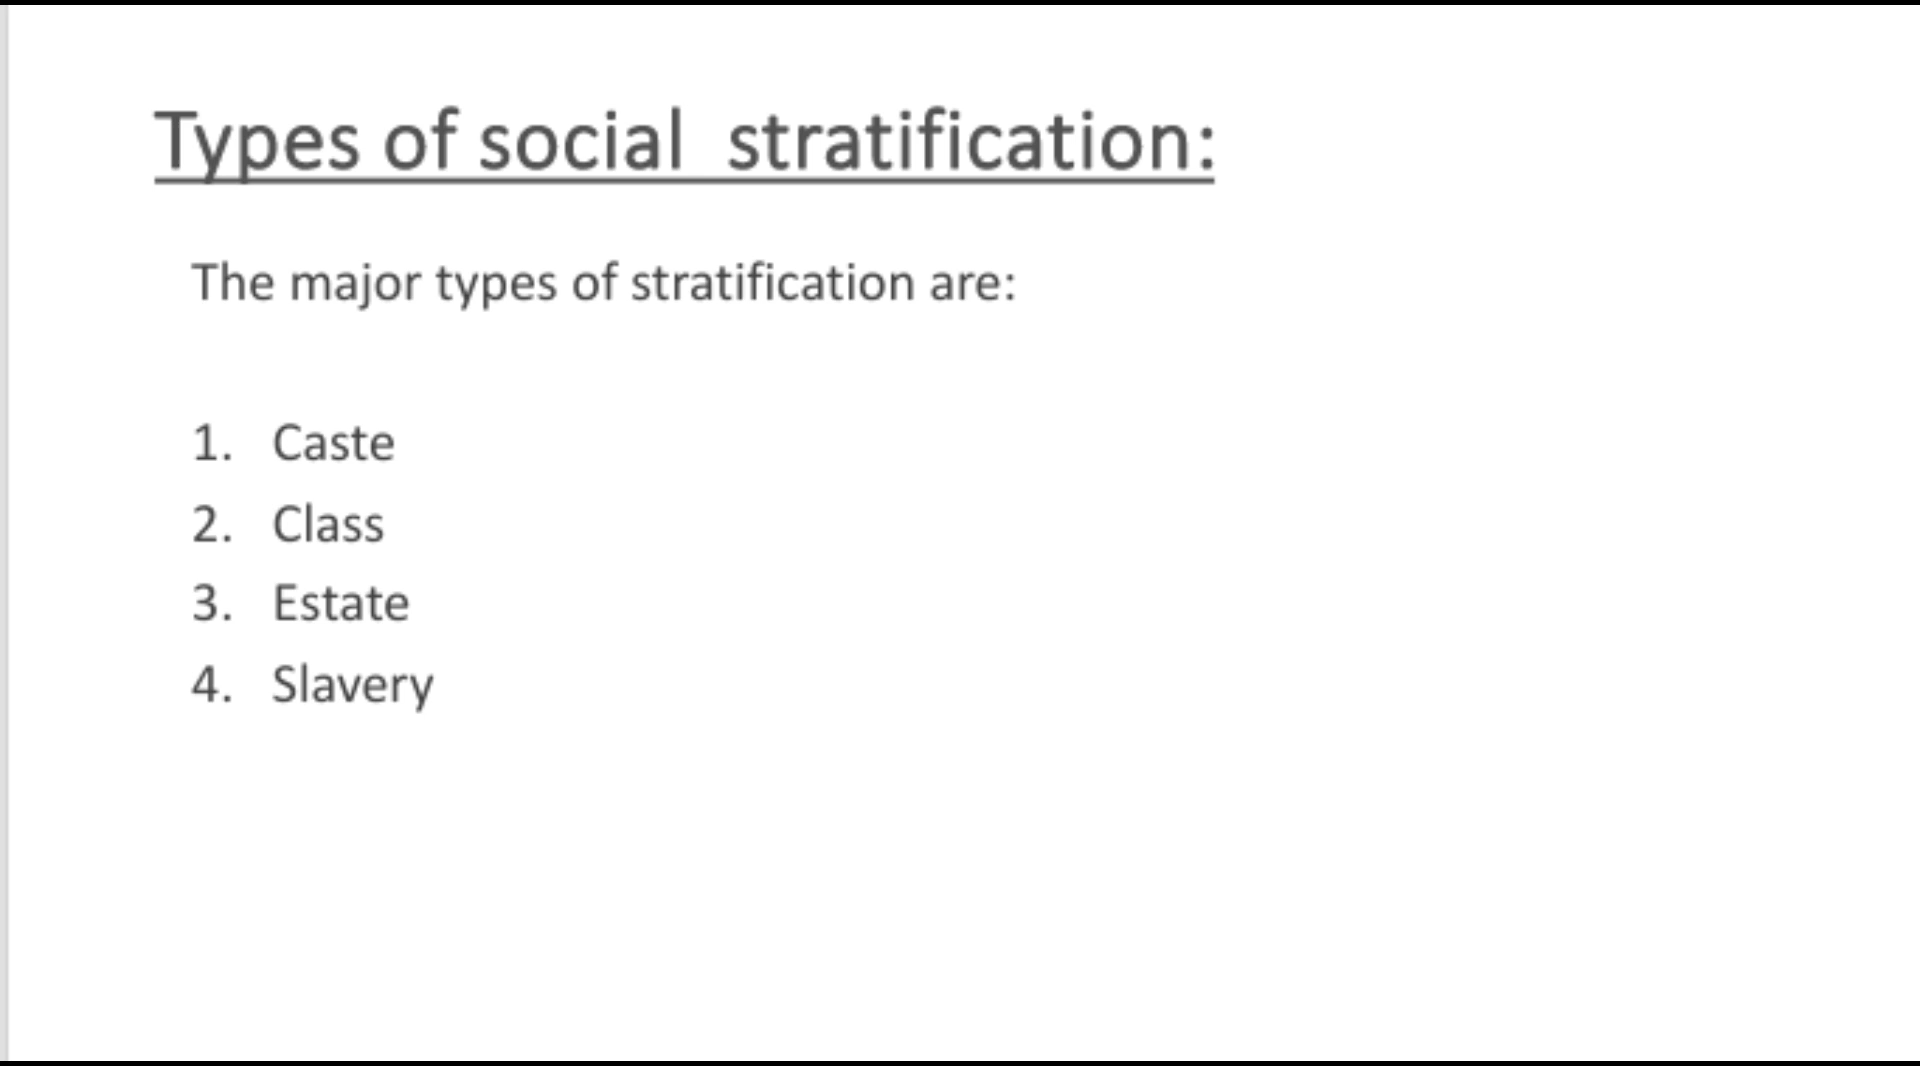 Types of social  stratification:
The major types of stratification are:
1. Caste
2. Class
3. Estate
4. Slavery